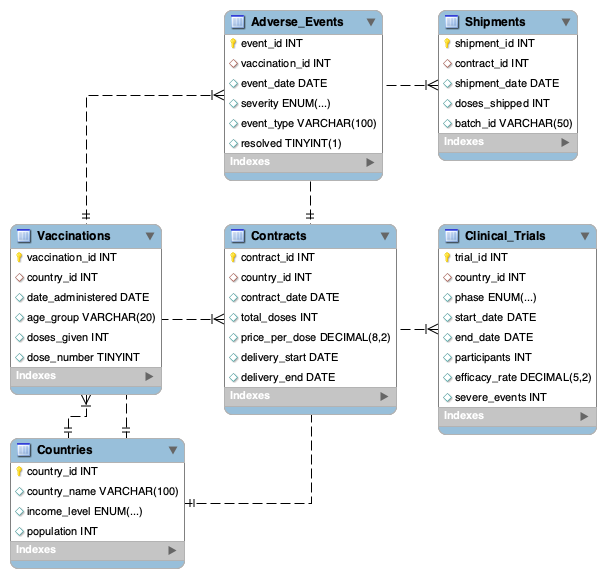 Adverse_Events
event_id INT
vaccination_id INT
event_date DATE
severity ENUM(...)
event_type VARCHAR(100)
resolved TINYINT(1)
Indexes
Shipments
shipment_id INT
contract_id INT
shipment_date DATE
doses_shipped INT
batch_id VARCHAR(50)
Indexes
Vaccinations
vaccination_id INT
country_id INT
date_administered DATE
age_group VARCHAR(20)
doses_given INT
dose_number TINYINT
Indexes
Contracts
contract_id INT
country_id INT
contract_date DATE
total_doses INT
price_per_dose DECIMAL(8,2)
delivery_start DATE
delivery_end DATE
Indexes
Clinical_Trials
trial_id INT
country_id INT
phase ENUM(...)
start_date DATE
end_date DATE
participants INT
efficacy_rate DECIMAL(5,2)
severe_events INT
Indexes
Countries
country_id INT
country_name VARCHAR(100)
income_level ENUM(...)
population INT
Indexes